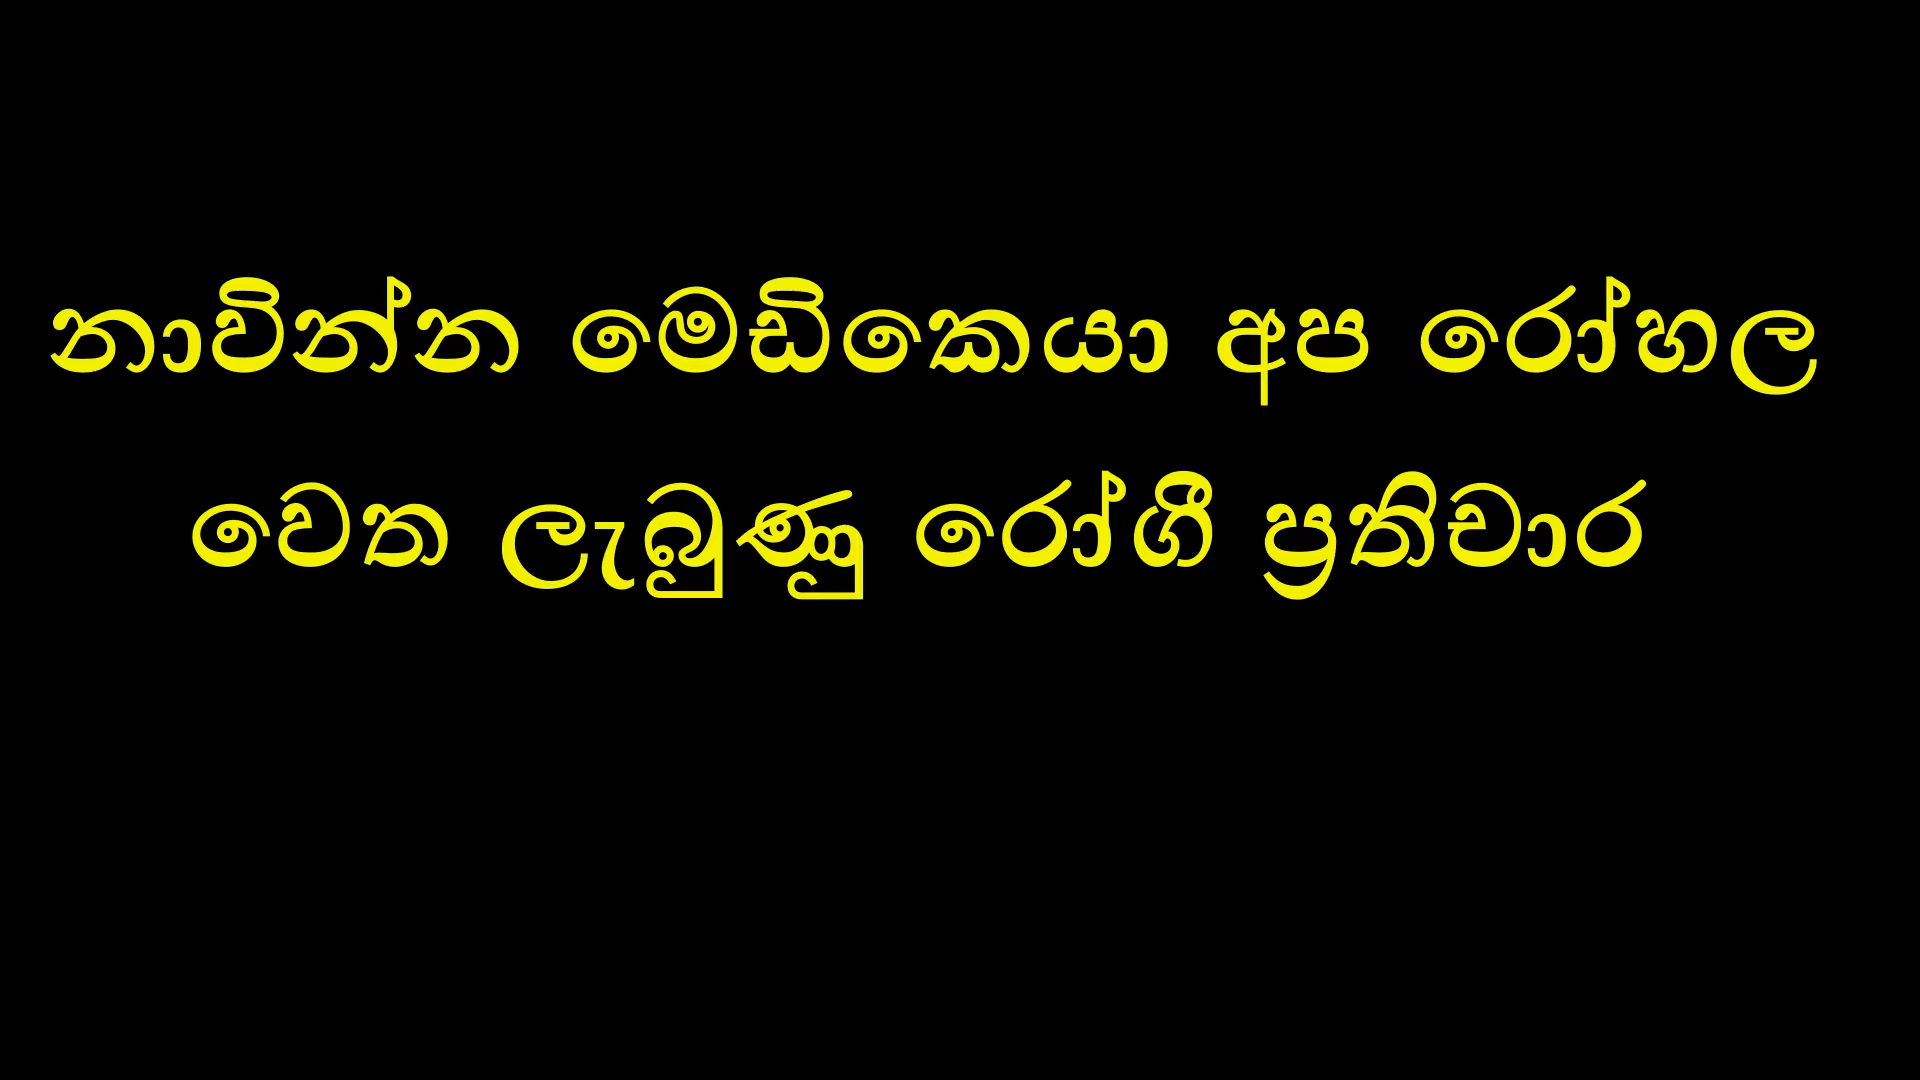 නාවින්න මෙඩිකෙයා අප රෝහල
වෙත ලැබුණු රෝගී ප්‍රතිචාර